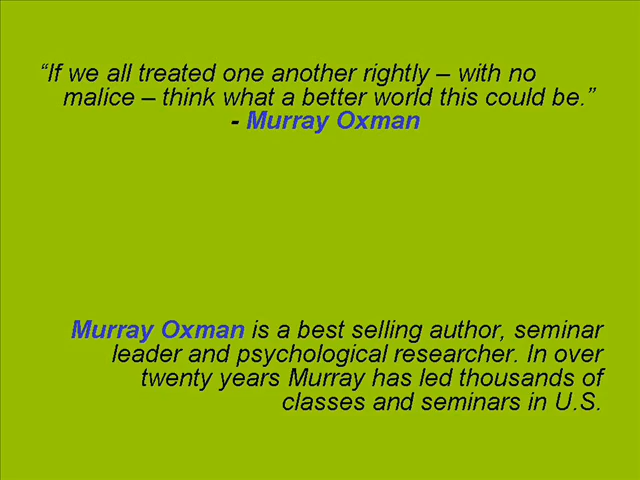 “If we all treated one another rightly – with no
malice – think what a better world this could be.”
- Murray Oxman
Murray Oxman is a best selling author, seminar
leader and psychological researcher. In over
twenty years Murray has led thousands of
classes and seminars in U.S.